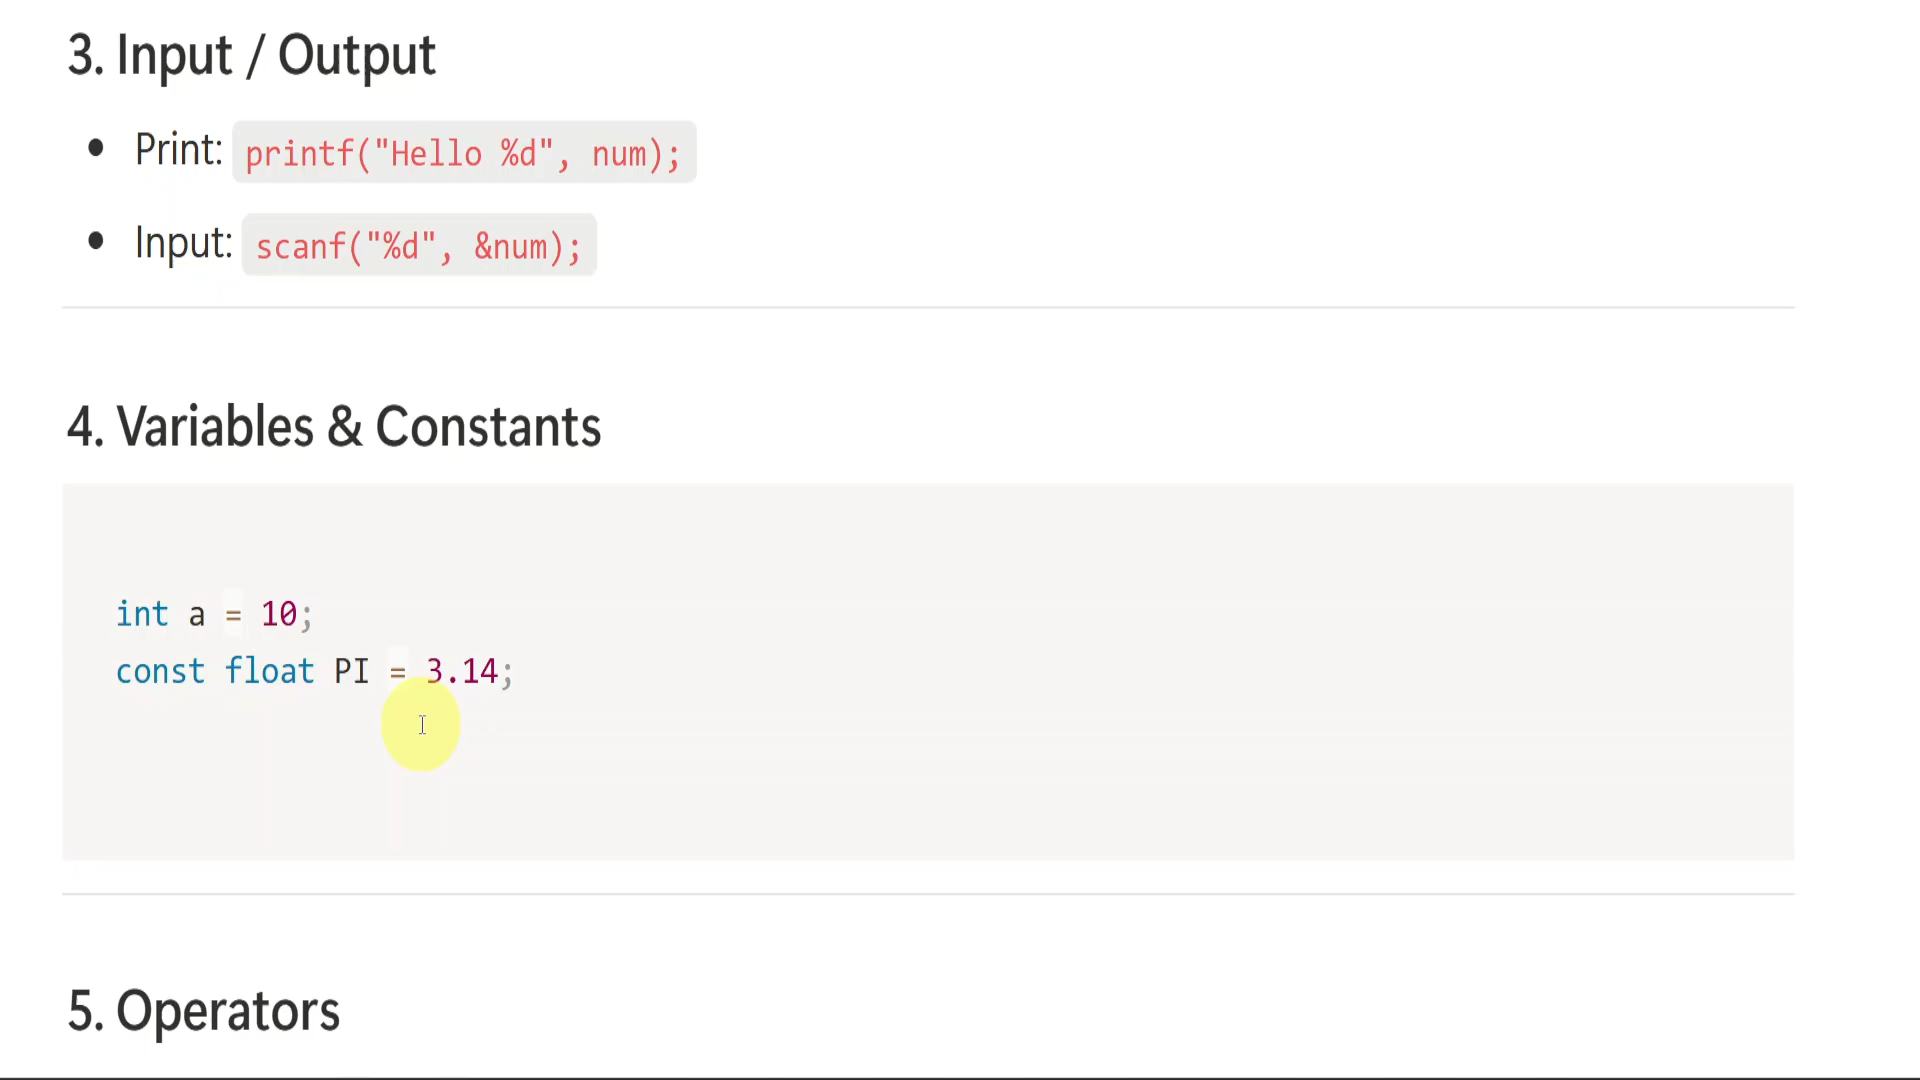 3. Input / Output
Print: printf("Hello %d", num);
Input: scanf("%d", &num);
4. Variables & Constants
int a = 10;
const float PI = 3.14;
5. Operators